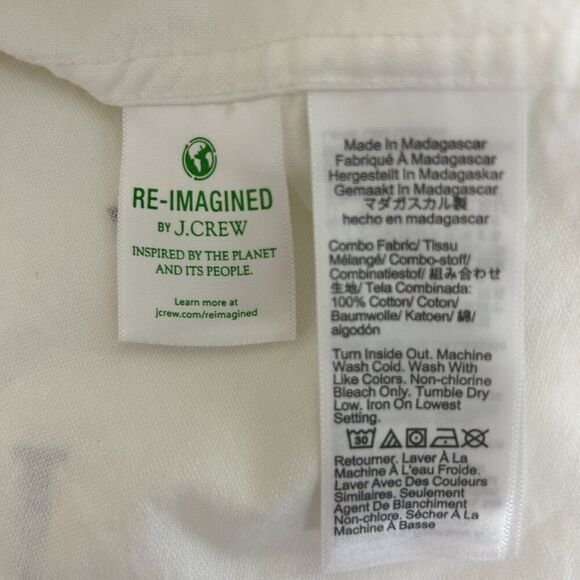 RE-IMAGINED
BY J.CREW
INSPIRED BY THE PLANET
AND ITS PEOPLE.
Learn more at
jcrew.com/reimagined
Made In Madagascar
Fabriqué À Madagascar
Hergestellt In Madagaskar
Gemaakt In Madagascar
マダガスカル製
hecho en madagascar
Combo Fabric/ Tissu
Mélangé/ Combo-stoff/
Combinatiestof/ 組み合わせ
生地/ Tela Combinada:
100% Cotton/ Coton/
Baumwolle/ Katoen/ 綿/
algodón
Turn Inside Out. Machine
Wash Cold. Wash With
Like Colors. Non-chlorine
Bleach Only. Tumble Dry
Low. Iron On Lowest
Setting.
30
Retourner. Laver À La
Machine À L'eau Froide.
Laver Avec Des Couleurs
Similaires. Seulement
Agent De Blanchiment
Non-chlore. Sécher À La
Machine À Basse